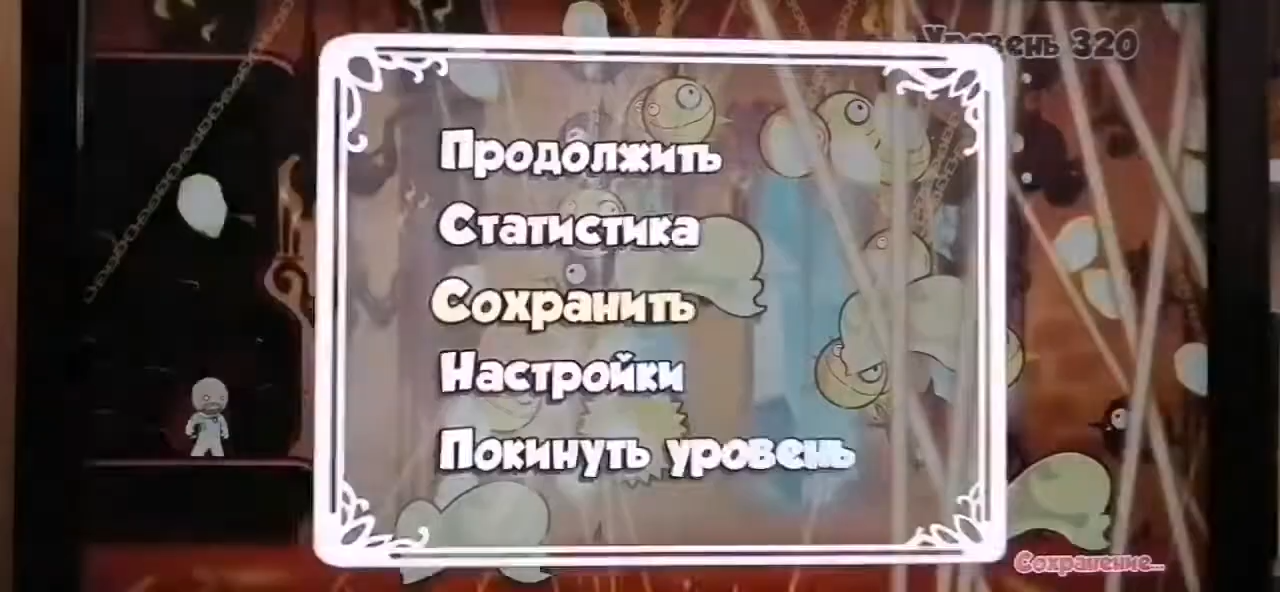 Уровень 320
Продолжить
Статистика
Сохранить
Настройки
Покинуть уровень
Сохранение...